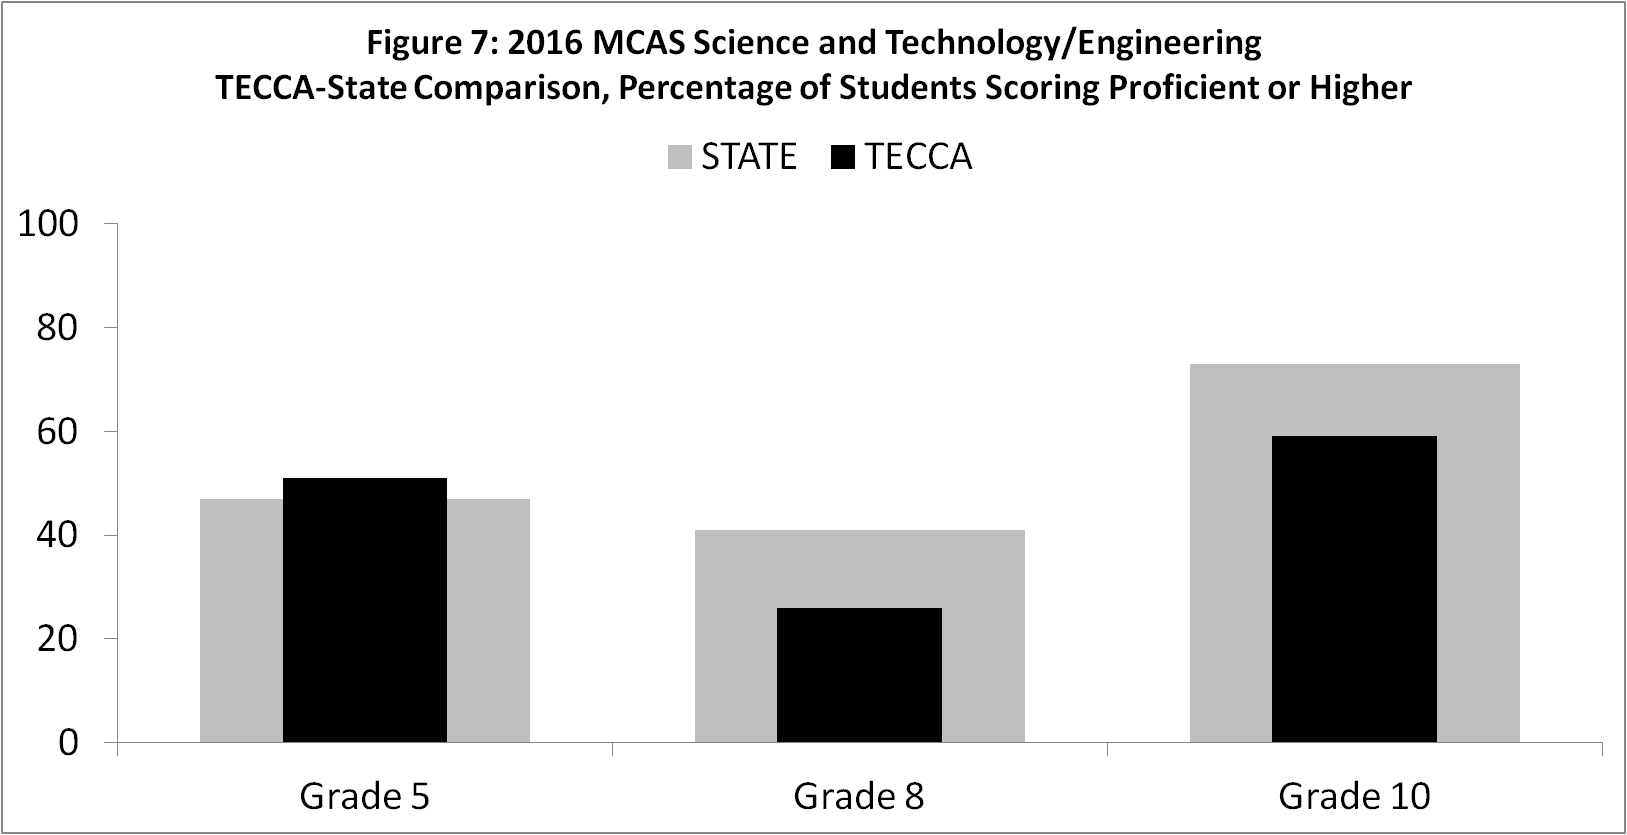 Figure 7: 2016 MCAS Science and Technology/Engineering
TECCA-State Comparison, Percentage of Students Scoring Proficient or Higher
STATE TECCA
100
80
60
40
20
0
Grade 5 Grade 8 Grade 10